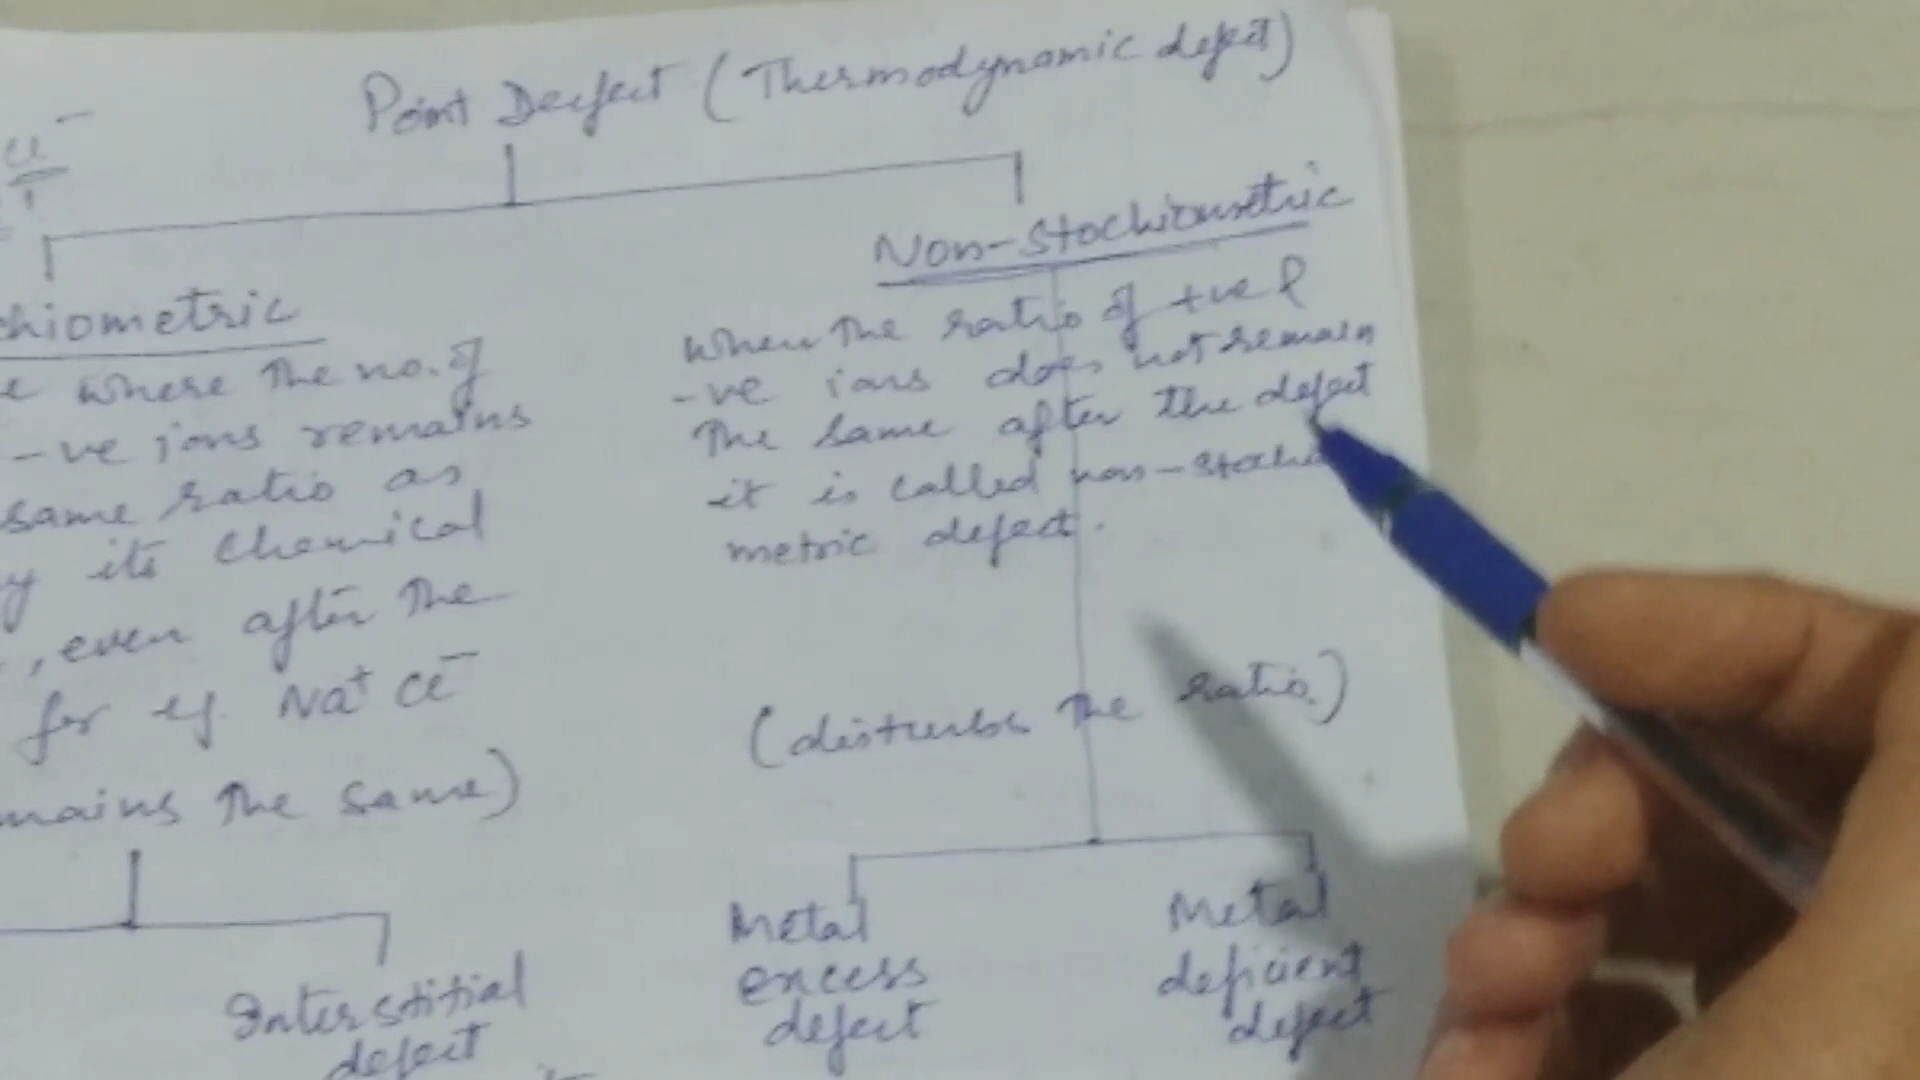 Point Deefect (Thermodynamic defect)
chiometric
e where the no. of
-ve ions remains
same ratio as
y its chemical
, even after the
for eg. Na+ Cl-
mains the same)
Interstitial
defect
Non-Stochiometric
when the ratio of +ve &
-ve ions does not remain
the same after the defect
it is called non-stochi
metric defect.
(disturbs the ratio.)
Metal
excess
defect
Metal
deficient
defect